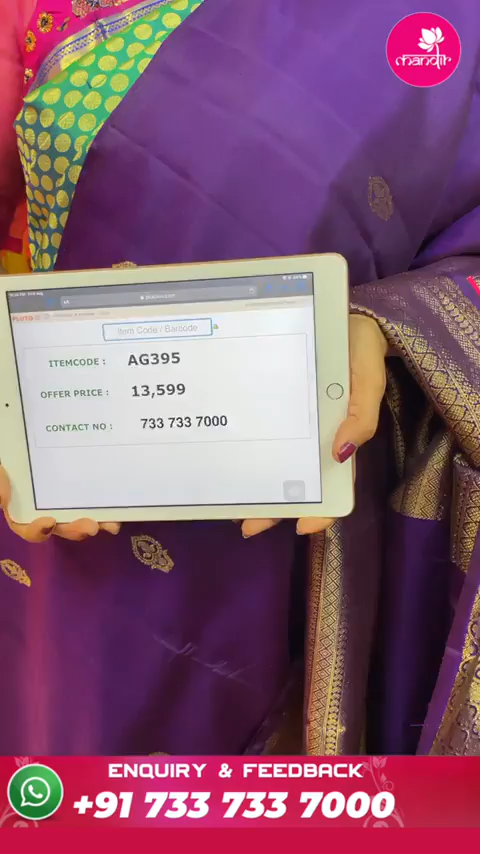 mandir
PLUTO
Item Code / Barcode
ITEMCODE : AG395
OFFER PRICE : 13,599
CONTACT NO : 733 733 7000
ENQUIRY & FEEDBACK
+91 733 733 7000